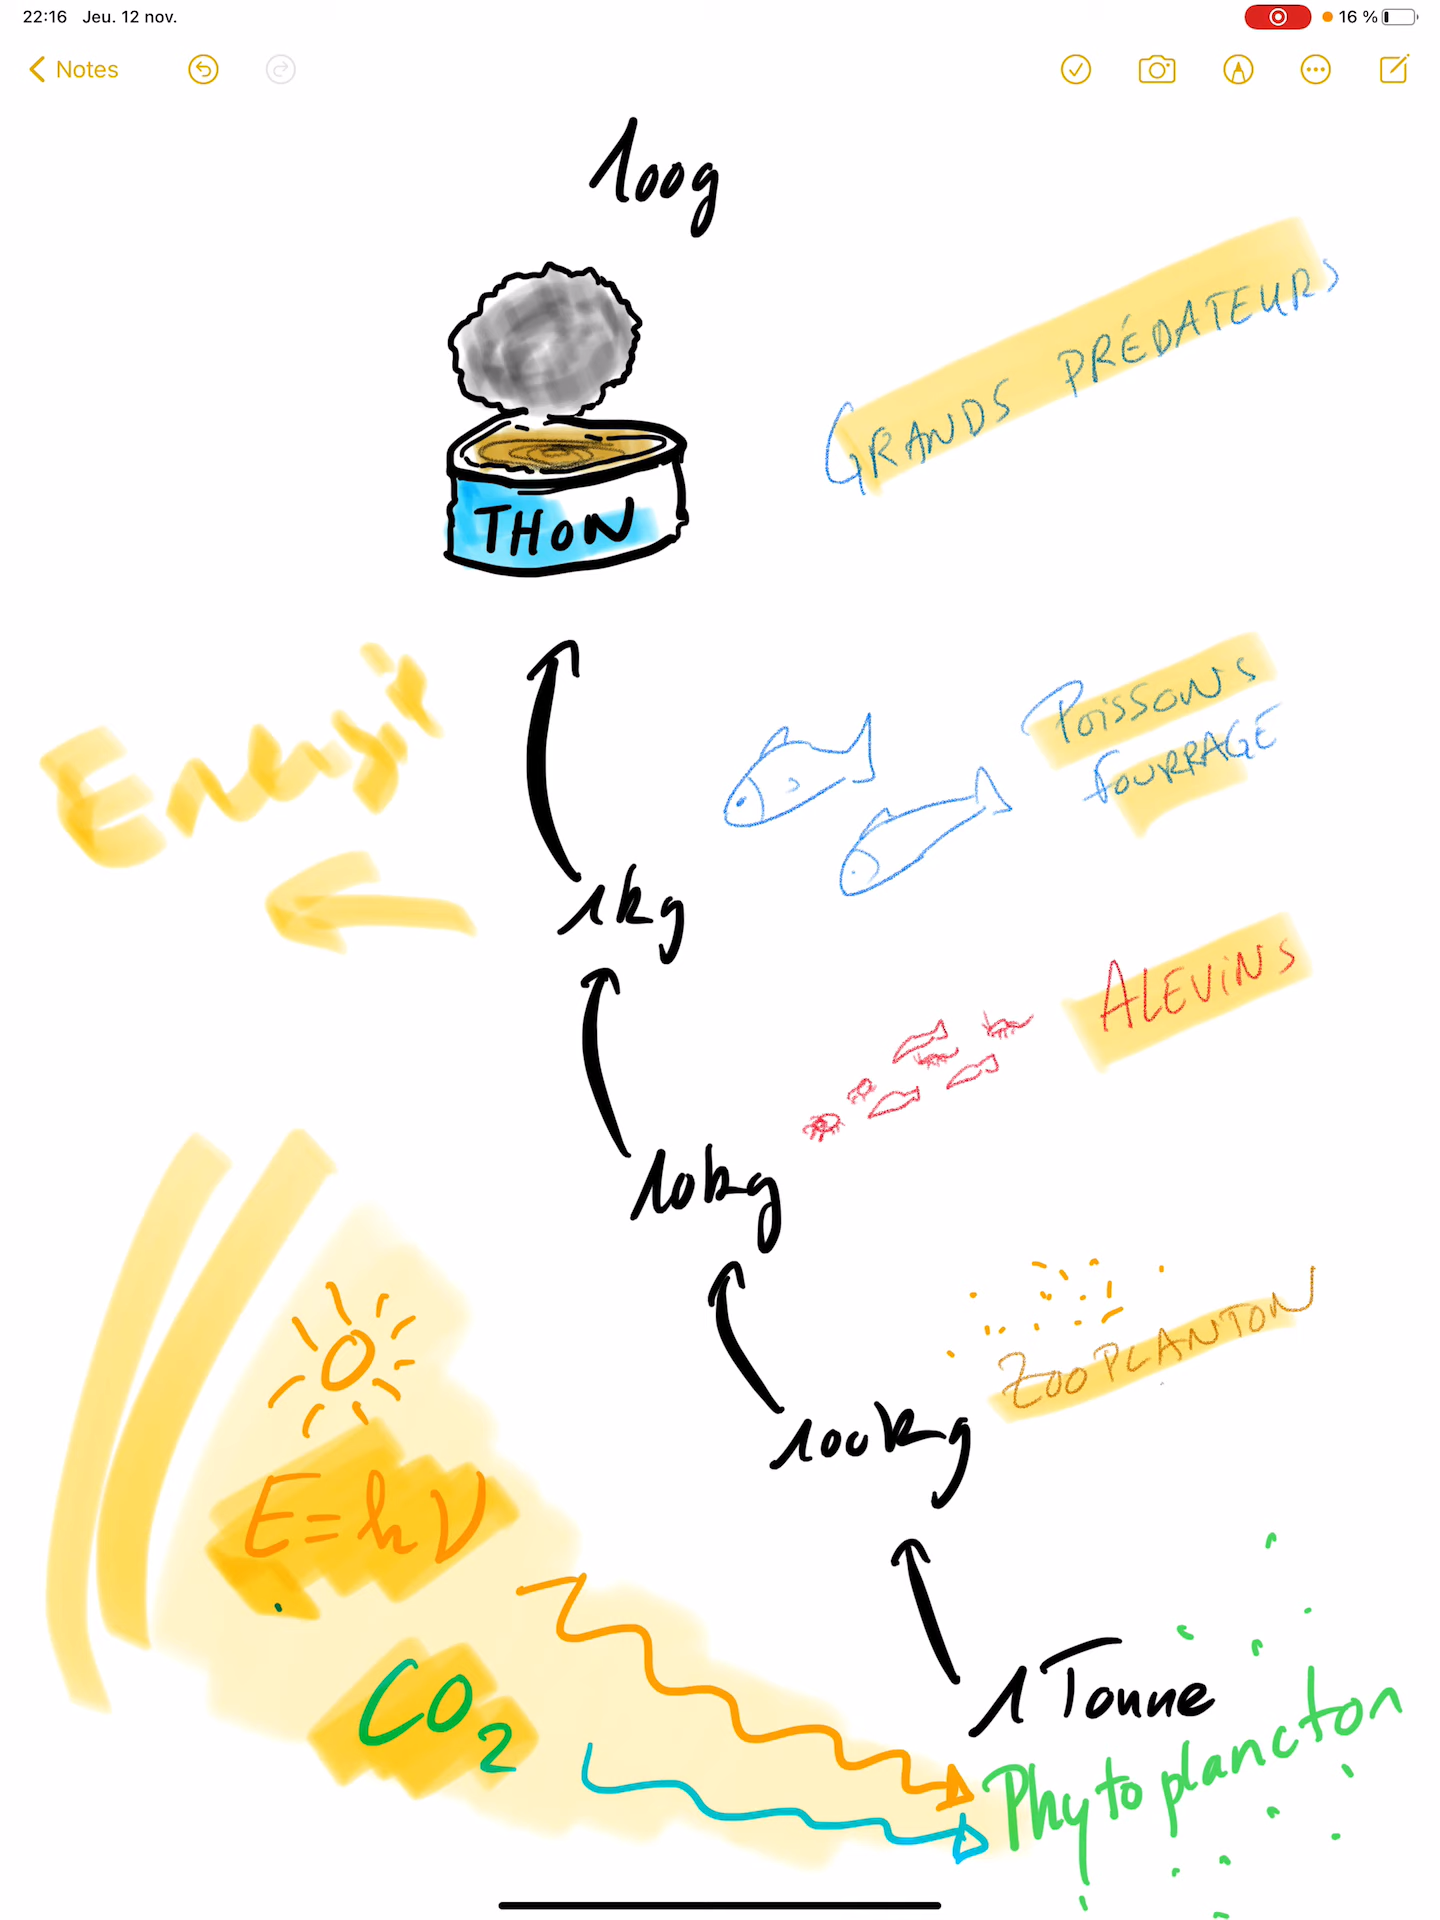 22:16 Jeu. 12 nov.
16 %
Notes
100g
GRANDS PRÉDATEURS
THON
Energie
POiSSONS
FOURRAGE
1kg
ALEViNS
10kg
ZOOPLANTON
100kg
E=hν
CO2
1 Tonne
Phytoplancton